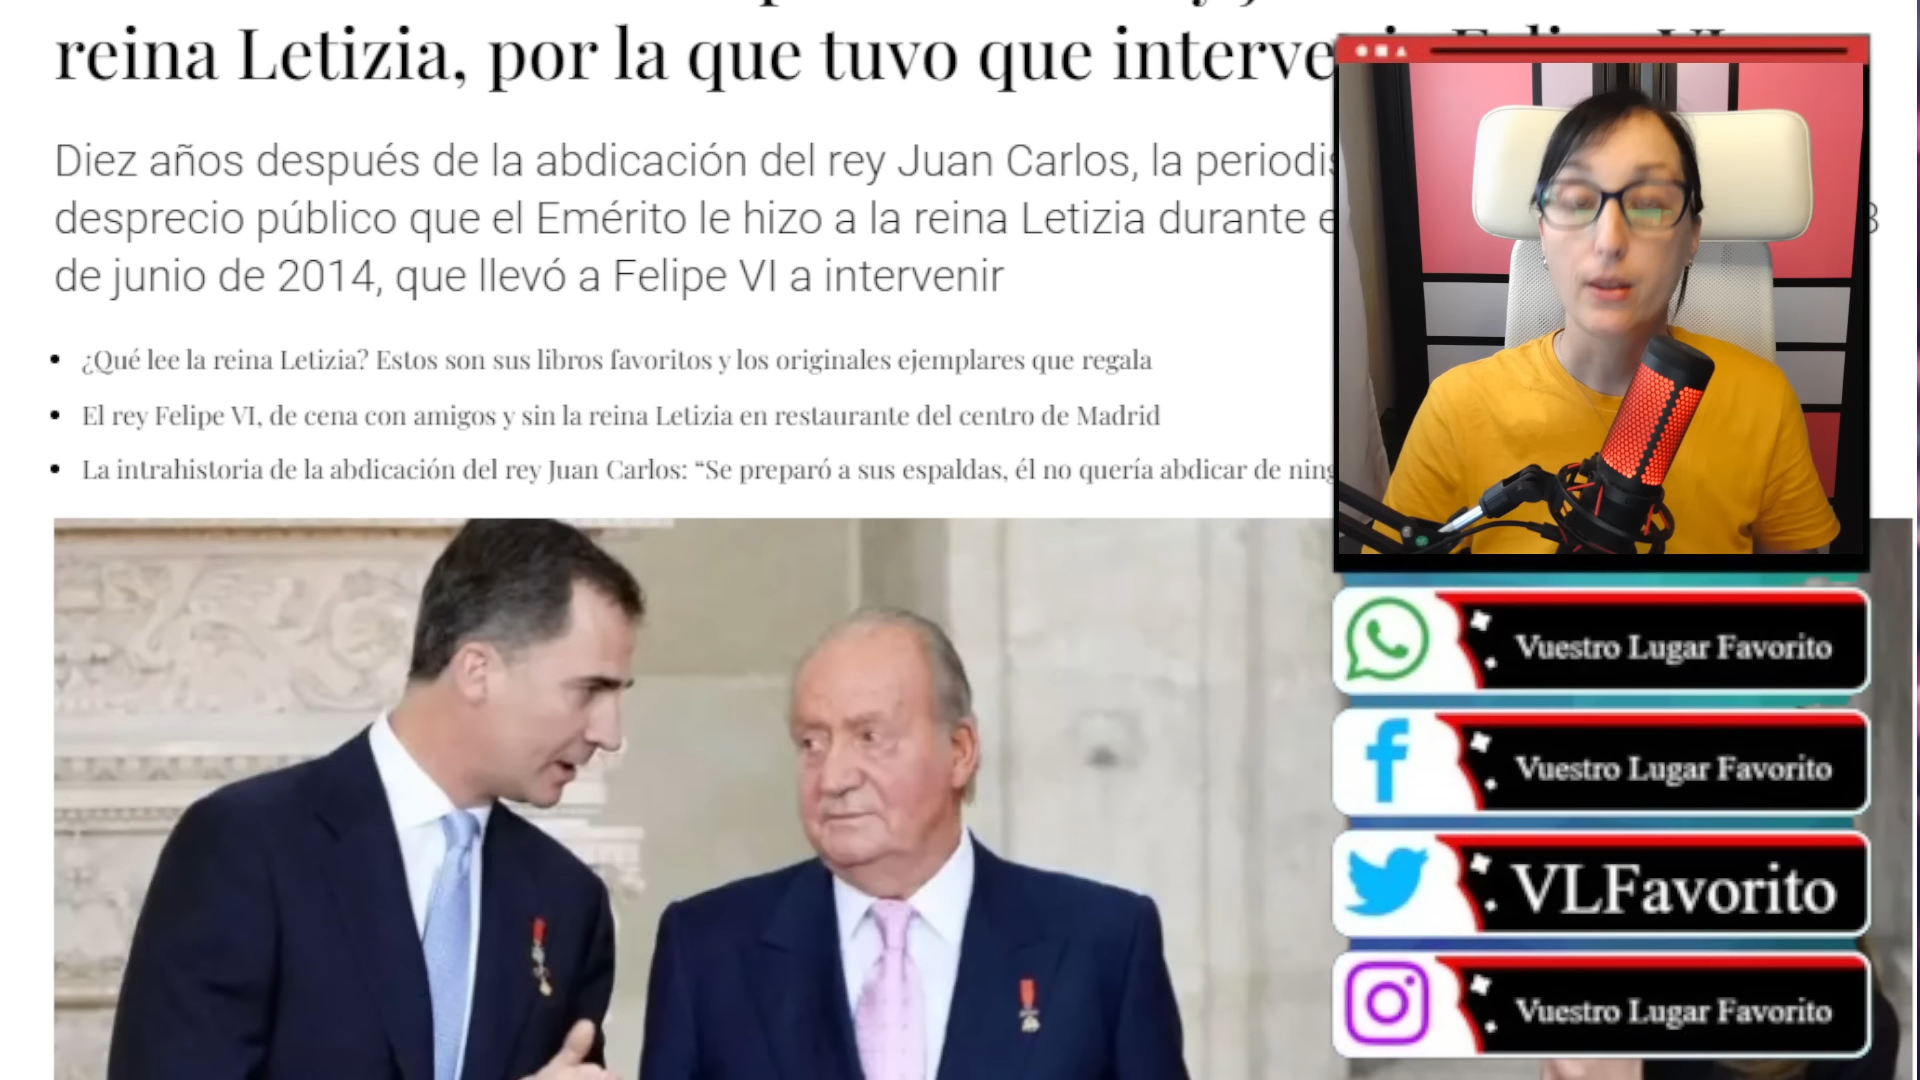 reina Letizia, por la que tuvo que
Diez años después de la abdicación del rey Juan Carlos, la
desprecio público que el Emérito le hizo a la reina Letizia durante
de junio de 2014, que llevó a Felipe VI a intervenir
• ¿Qué lee la reina Letizia? Estos son sus libros favoritos y los originales ejemplares que regala
• El rey Felipe VI, de cena con amigos y sin la reina Letizia en restaurante del centro de Madrid
• La intrahistoria de la abdicación del rey Juan Carlos: “Se preparó a sus espaldas, él no quería abdicar de
Vuestro Lugar Favorito
Vuestro Lugar Favorito
VLFavorito
Vuestro Lugar Favorito